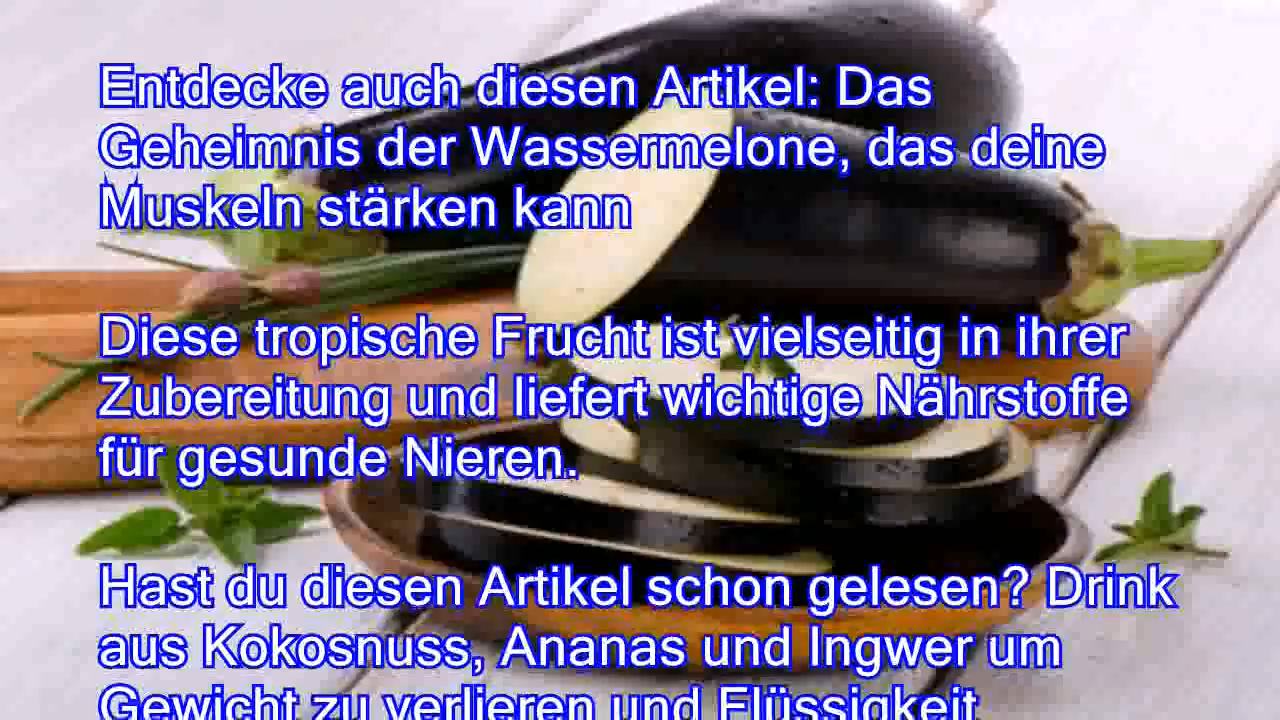 Entdecke auch diesen Artikel: Das
Geheimnis der Wassermelone, das deine
Muskeln stärken kann
Diese tropische Frucht ist vielseitig in ihrer
Zubereitung und liefert wichtige Nährstoffe
für gesunde Nieren.
Hast du diesen Artikel schon gelesen? Drink
aus Kokosnuss, Ananas und Ingwer um
Gewicht zu verlieren und Flüssigkeit